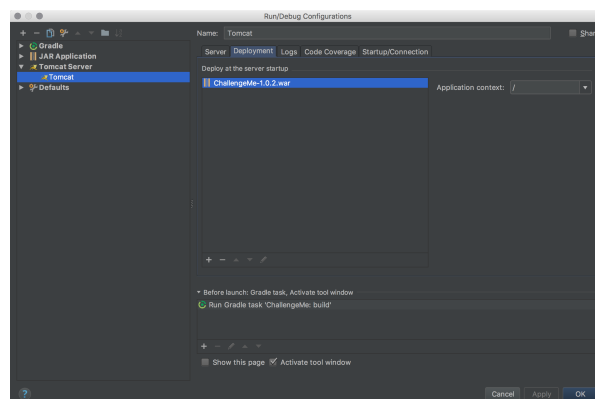 Run/Debug Configurations
Name: Tomcat
Gradle
JAR Application
Tomcat Server
Tomcat
Defaults
Server Deployment Logs Code Coverage Startup/Connection
Deploy at the server startup
ChallengeMe-1.0.2.war
Application context: /
Before launch: Gradle task, Activate tool window
Run Gradle task 'ChallengeMe: build'
Show this page Activate tool window
? Cancel Apply OK